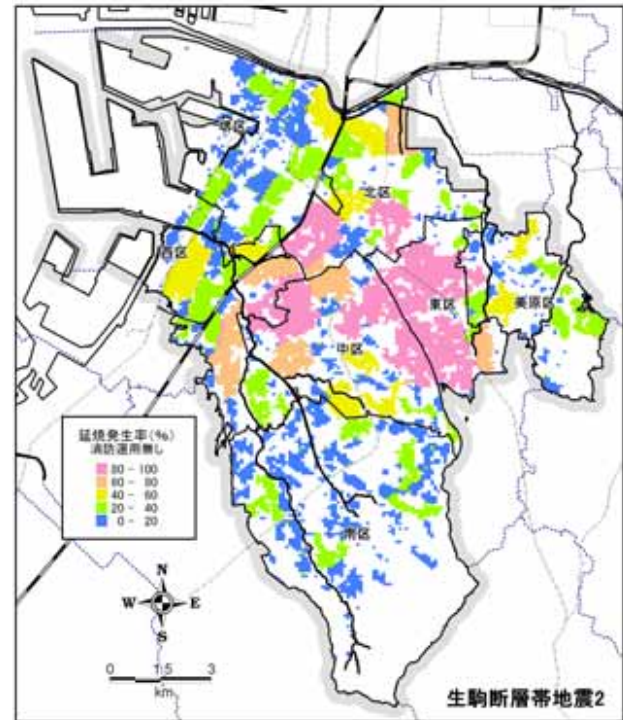 堺区
北区
西区
東区
美原区
中区
延焼発生率(%)
消防運用無し
80 - 100
60 - 80
40 - 60
20 - 40
0 - 20
南区
N
W E
S
0 1.5 3
km
生駒断層帯地震2